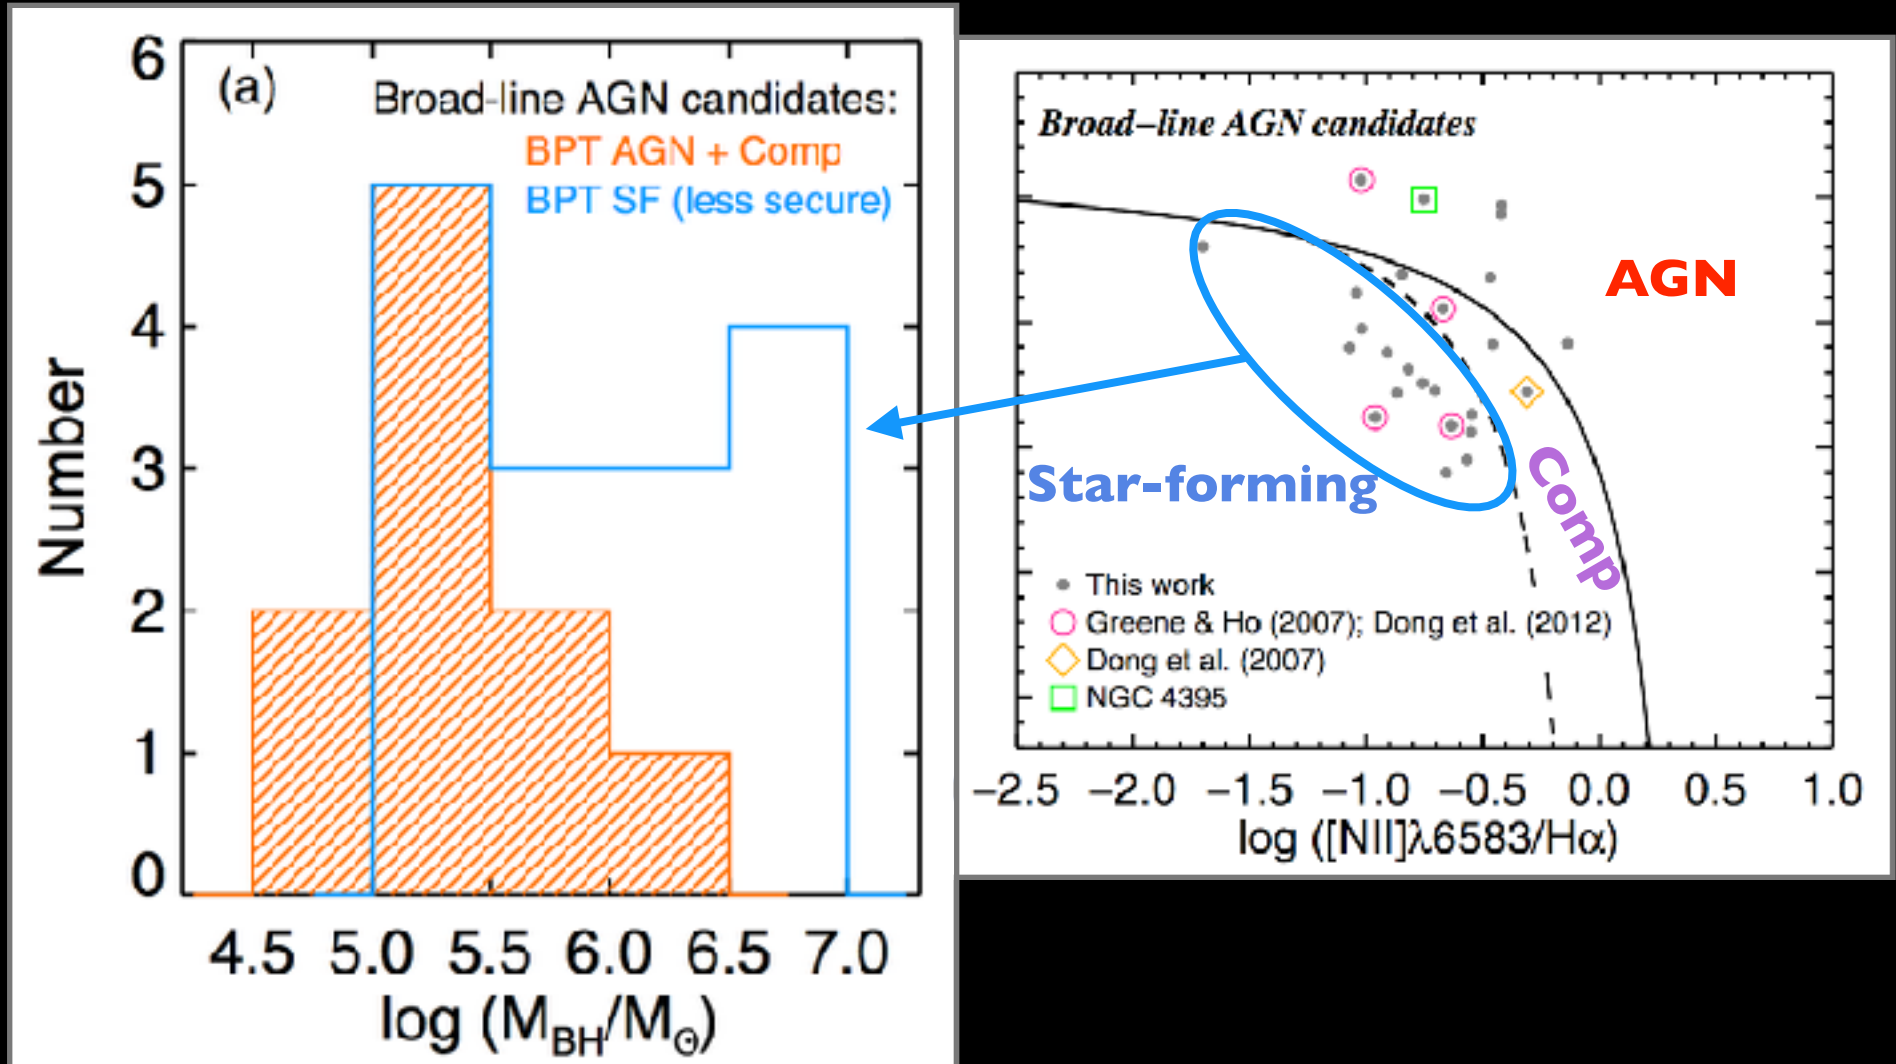 (a)
Broad-line AGN candidates:
BPT AGN + Comp
BPT SF (less secure)
6
5
4
3
2
1
0
Number
4.5 5.0 5.5 6.0 6.5 7.0
log (M_BH/M_⊙)
Broad–line AGN candidates
AGN
Star-forming
Comp
This work
Greene & Ho (2007); Dong et al. (2012)
Dong et al. (2007)
NGC 4395
−2.5 −2.0 −1.5 −1.0 −0.5 0.0 0.5 1.0
log ([NII]λ6583/Hα)